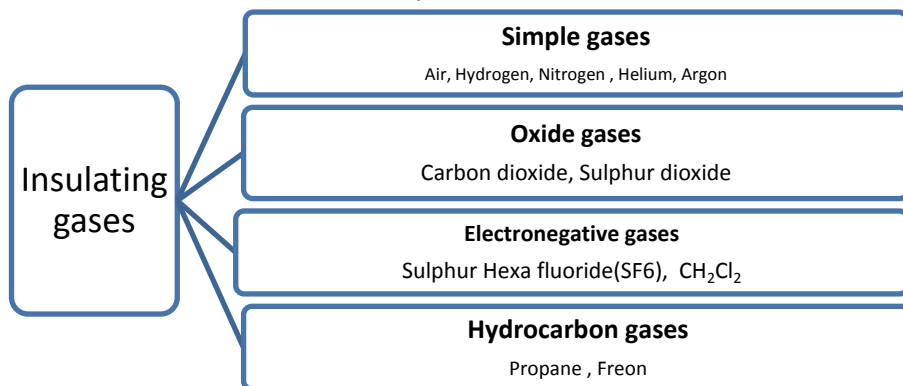 Insulating
gases
Simple gases
Air, Hydrogen, Nitrogen , Helium, Argon
Oxide gases
Carbon dioxide, Sulphur dioxide
Electronegative gases
Sulphur Hexa fluoride(SF6), CH₂Cl₂
Hydrocarbon gases
Propane , Freon